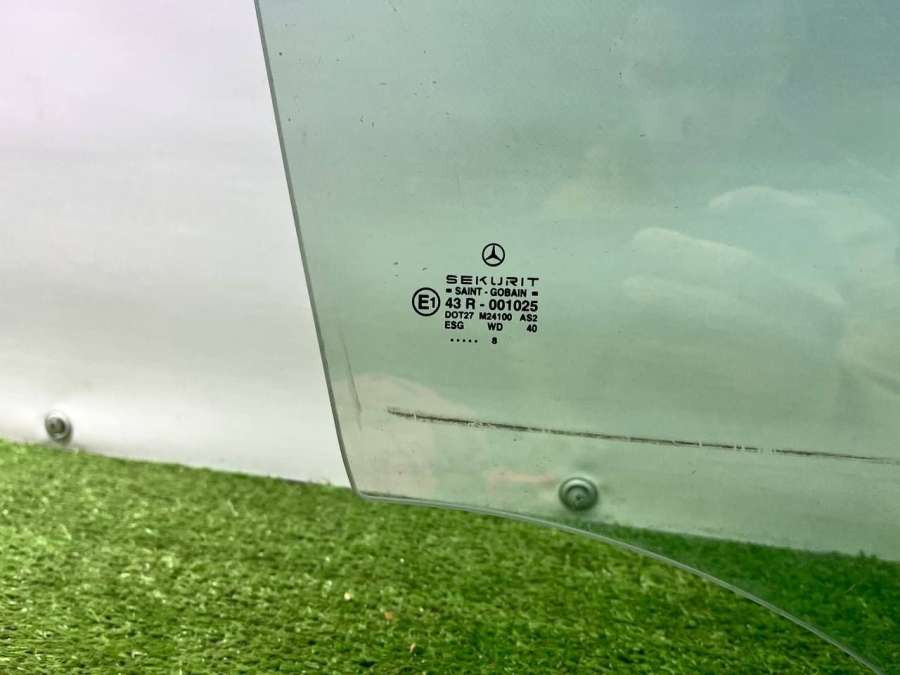 SEKURIT
= SAINT - GOBAIN =
E1 43 R - 001025
DOT27 M24100 AS2
ESG WD 40
..... 8